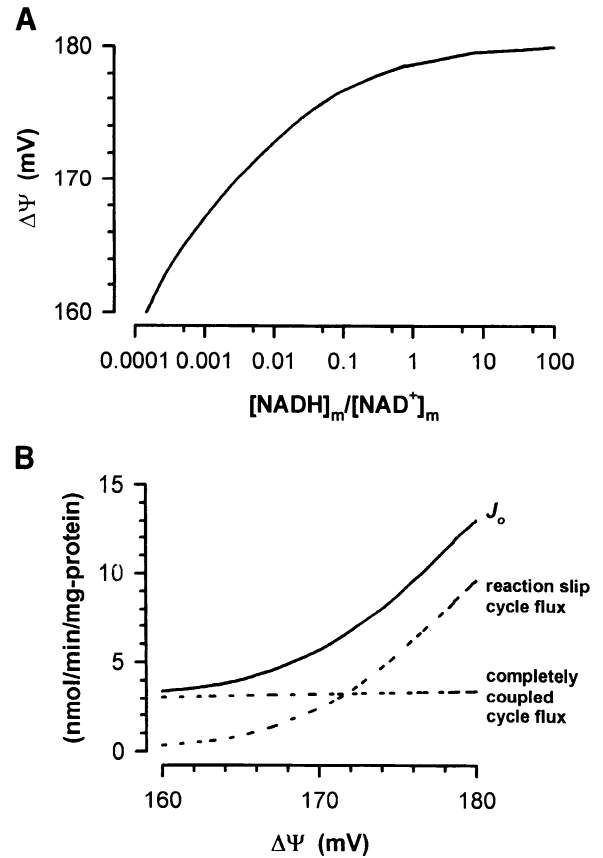 A
180
170
160
ΔΨ (mV)
0.0001 0.001 0.01 0.1 1 10 100
[NADH]m/[NAD+]m
B
15
10
5
0
(nmol/min/mg-protein)
Jo
reaction slip
cycle flux
completely
coupled
cycle flux
160 170 180
ΔΨ (mV)